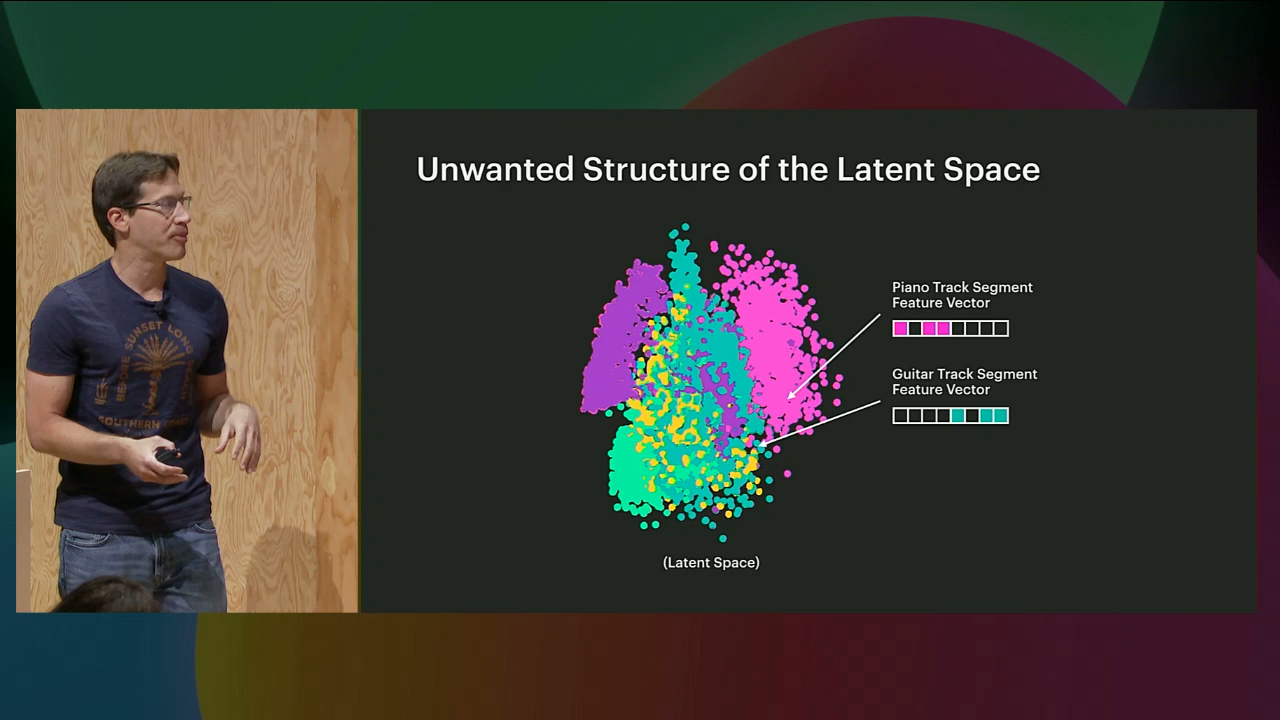 Unwanted Structure of the Latent Space
Piano Track Segment
Feature Vector
Guitar Track Segment
Feature Vector
(Latent Space)
SUNSET LONG
SOUTHERN